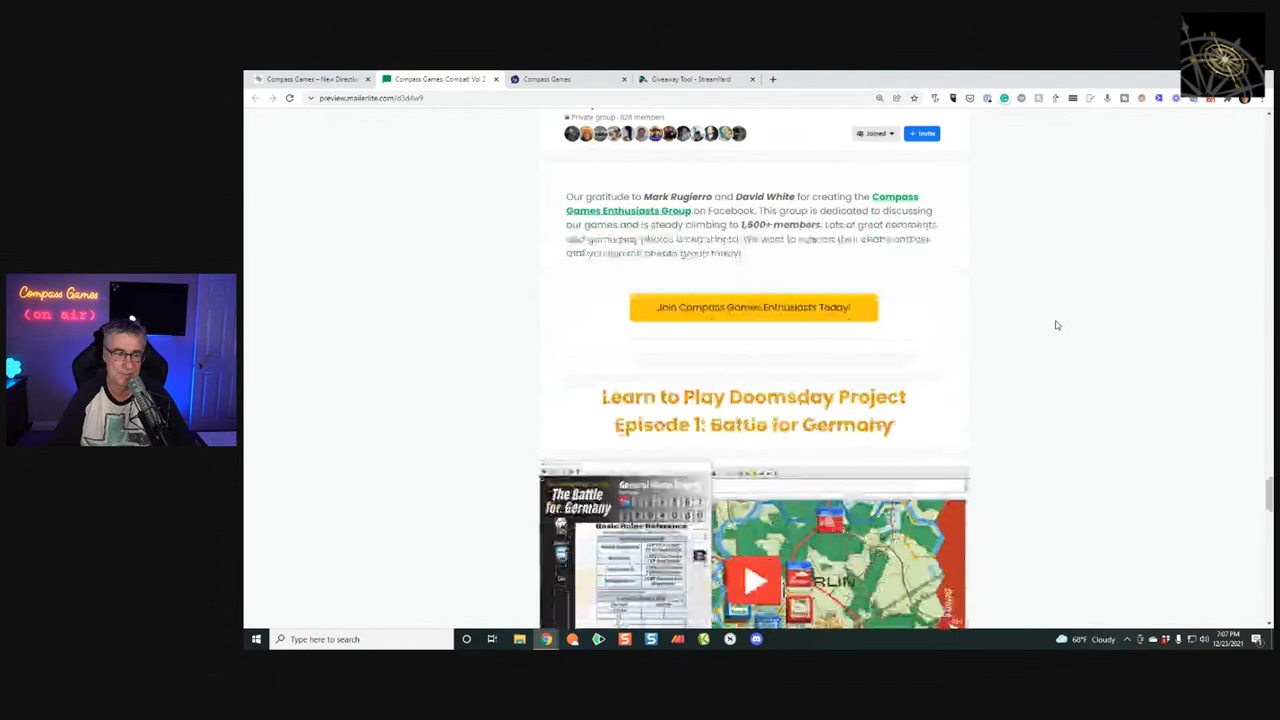 Compass Games – New Directi
Compass Games: Combat! Vol 2
Compass Games
Giveaway Tool - StreamYard
preview.mailerlite.com/d3d4w9
Private group · 828 members
Joined
+ Invite
Our gratitude to Mark Rugierro and David White for creating the Compass
Games Enthusiasts Group on Facebook. This group is dedicated to discussing
our games and is steady climbing to 1,500+ members. Lots of great comments
Join Compass Games Enthusiasts Today!
Learn to Play Doomsday Project
Episode 1: Battle for Germany
The Battle
for Germany
Basic Rules Reference
RLIN
Compass Games
(on air)
Type here to search
68°F Cloudy
7:07 PM
12/23/2021